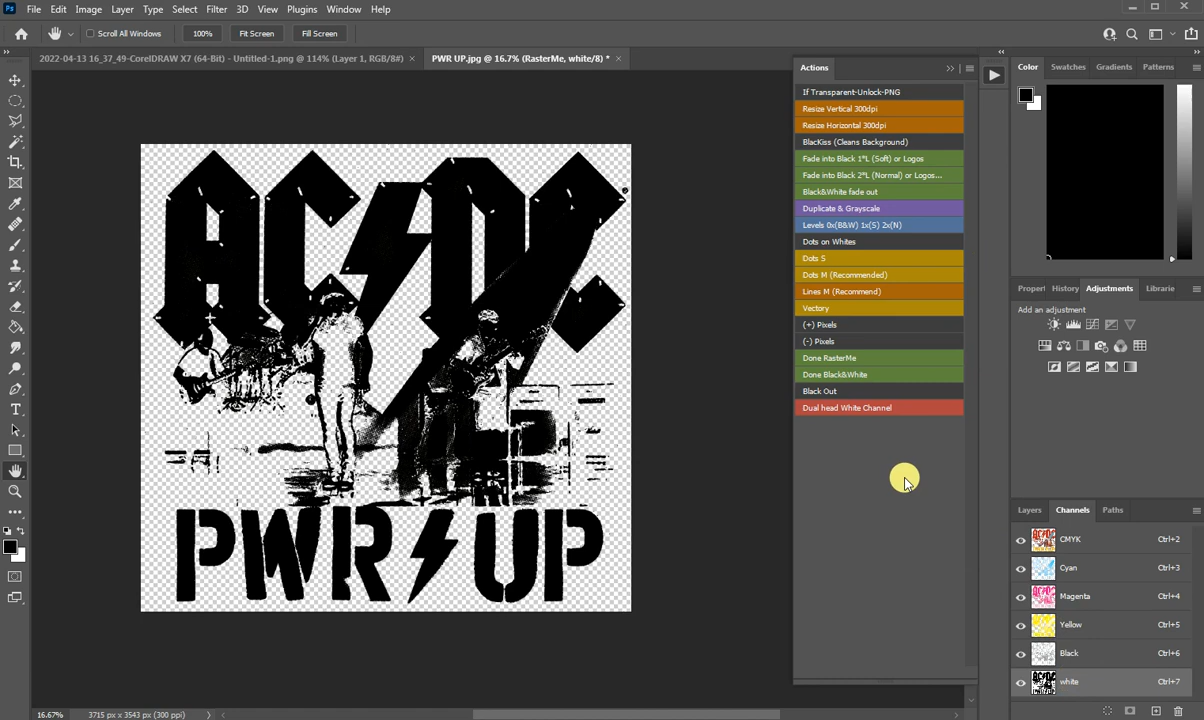 Ps File Edit Image Layer Type Select Filter 3D View Plugins Window Help
Scroll All Windows 100% Fit Screen Fill Screen
2022-04-13 16_37_49-CorelDRAW X7 (64-Bit) - Untitled-1.png @ 114% (Layer 1, RGB/8#) × PWR UP.jpg @ 16.7% (RasterMe, white/8) * ×
Actions
If Transparent-Unlock-PNG
Resize Vertical 300dpi
Resize Horizontal 300dpi
BlacKiss (Cleans Background)
Fade into Black 1*L (Soft) or Logos
Fade into Black 2*L (Normal) or Logos...
Black&White fade out
Duplicate & Grayscale
Levels 0x(B&W) 1x(S) 2x(N)
Dots on Whites
Dots S
Dots M (Recommended)
Lines M (Recommend)
Vectory
(+) Pixels
(-) Pixels
Done RasterMe
Done Black&White
Black Out
Dual head White Channel
AC DC
PWR UP
Color Swatches Gradients Patterns
Propert History Adjustments Librarie
Add an adjustment
Layers Channels Paths
CMYK Ctrl+2
Cyan Ctrl+3
Magenta Ctrl+4
Yellow Ctrl+5
Black Ctrl+6
white Ctrl+7
16.67% 3715 px x 3543 px (300 ppi)